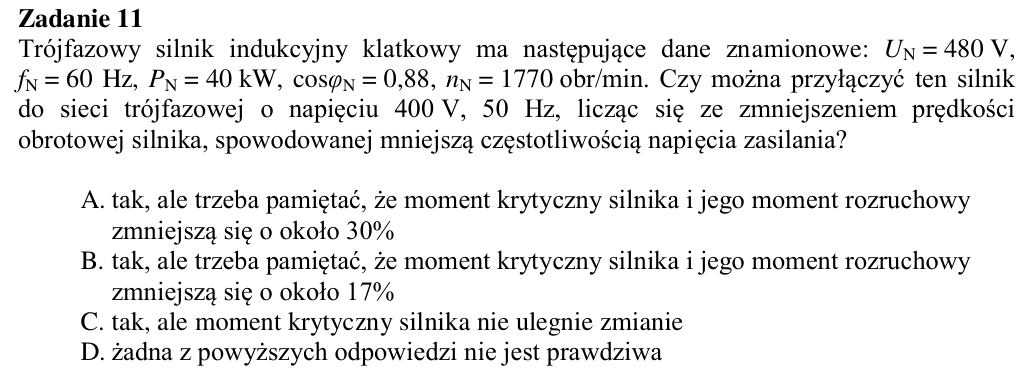 Zadanie 11
Trójfazowy silnik indukcyjny klatkowy ma następujące dane znamionowe: UN = 480 V,
fN = 60 Hz, PN = 40 kW, cosφN = 0,88, nN = 1770 obr/min. Czy można przyłączyć ten silnik
do sieci trójfazowej o napięciu 400 V, 50 Hz, licząc się ze zmniejszeniem prędkości
obrotowej silnika, spowodowanej mniejszą częstotliwością napięcia zasilania?
A. tak, ale trzeba pamiętać, że moment krytyczny silnika i jego moment rozruchowy
zmniejszą się o około 30%
B. tak, ale trzeba pamiętać, że moment krytyczny silnika i jego moment rozruchowy
zmniejszą się o około 17%
C. tak, ale moment krytyczny silnika nie ulegnie zmianie
D. żadna z powyższych odpowiedzi nie jest prawdziwa